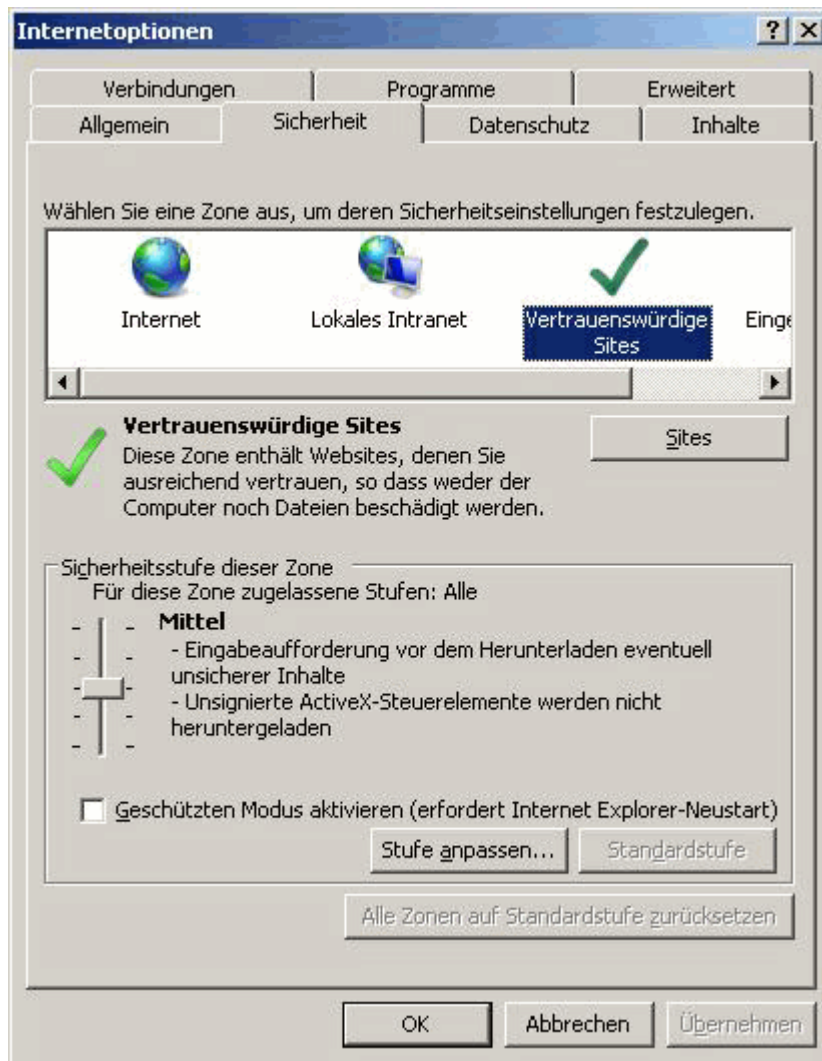 Internetoptionen
Verbindungen Programme Erweitert
Allgemein Sicherheit Datenschutz Inhalte
Wählen Sie eine Zone aus, um deren Sicherheitseinstellungen festzulegen.
Internet Lokales Intranet Vertrauenswürdige Einge
Sites
Vertrauenswürdige Sites
Sites
Diese Zone enthält Websites, denen Sie
ausreichend vertrauen, so dass weder der
Computer noch Dateien beschädigt werden.
Sicherheitsstufe dieser Zone
Für diese Zone zugelassene Stufen: Alle
Mittel
- Eingabeaufforderung vor dem Herunterladen eventuell
unsicherer Inhalte
- Unsignierte ActiveX-Steuerelemente werden nicht
heruntergeladen
Geschützten Modus aktivieren (erfordert Internet Explorer-Neustart)
Stufe anpassen... Standardstufe
Alle Zonen auf Standardstufe zurücksetzen
OK Abbrechen Übernehmen